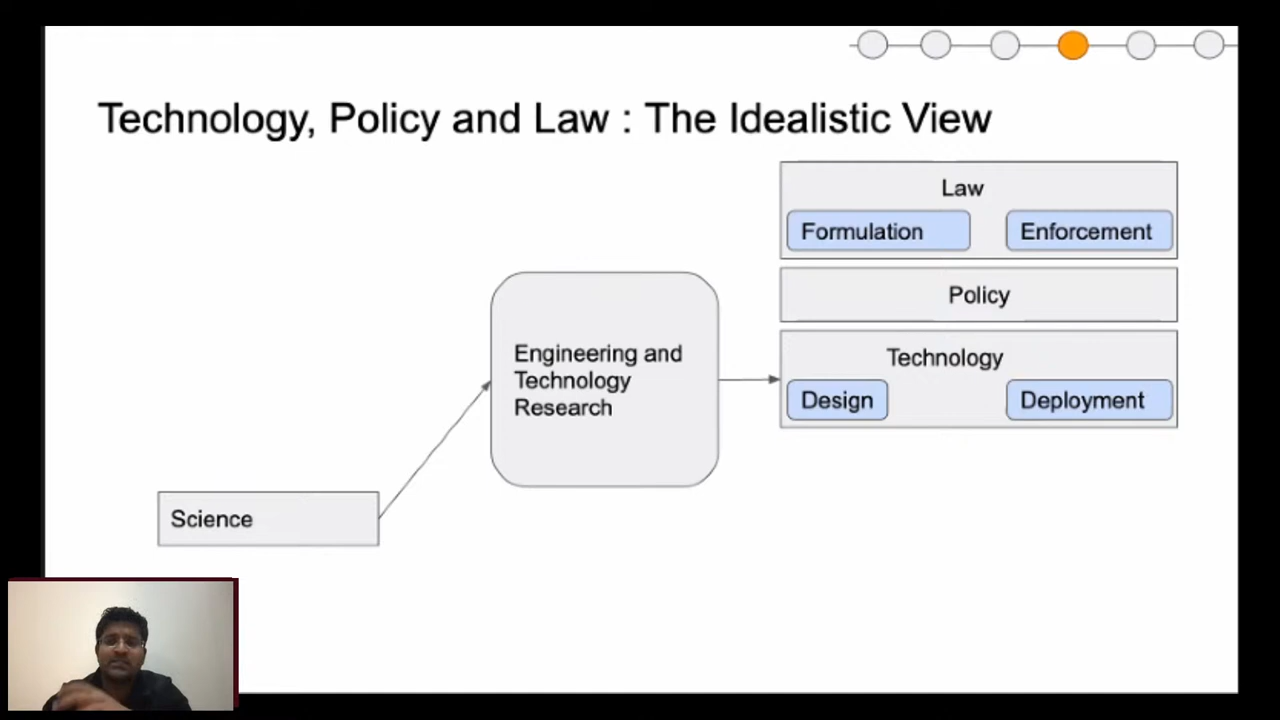 Technology, Policy and Law : The Idealistic View
Law
Formulation
Enforcement
Policy
Technology
Design
Deployment
Engineering and
Technology
Research
Science